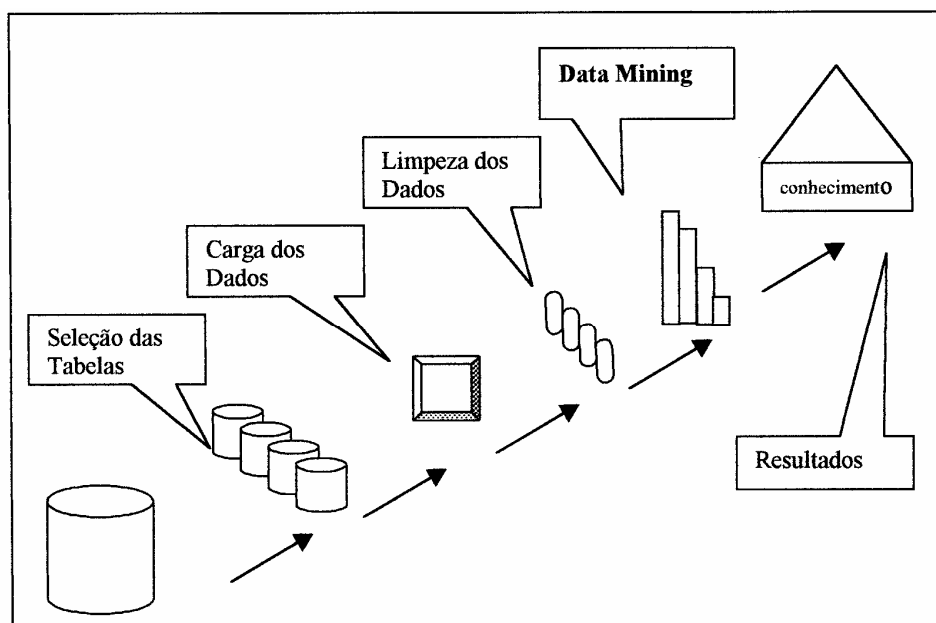 Data Mining
Limpeza dos
Dados
conhecimento
Carga dos
Dados
Seleção das
Tabelas
Resultados